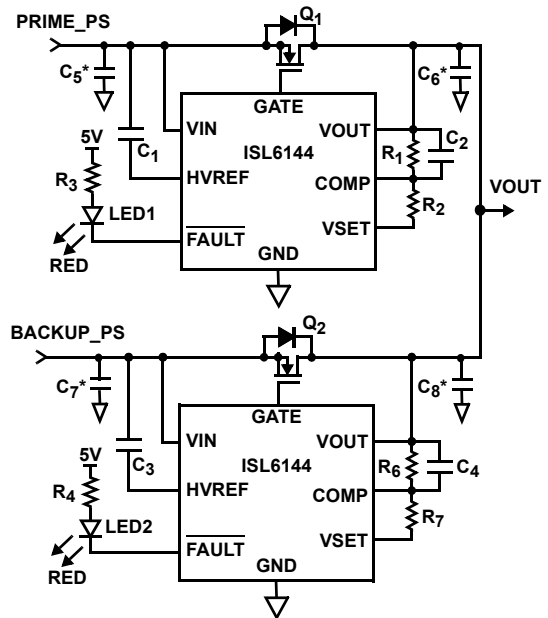 PRIME_PS
Q1
C5*
C6*
GATE
VIN
VOUT
C2
5V
C1
ISL6144
R1
R3
HVREF
COMP
VOUT
LED1
R2
VSET
FAULT
RED
GND
BACKUP_PS
Q2
C7*
C8*
GATE
VIN
VOUT
5V
C3
ISL6144
R6
C4
R4
HVREF
COMP
LED2
R7
VSET
FAULT
RED
GND